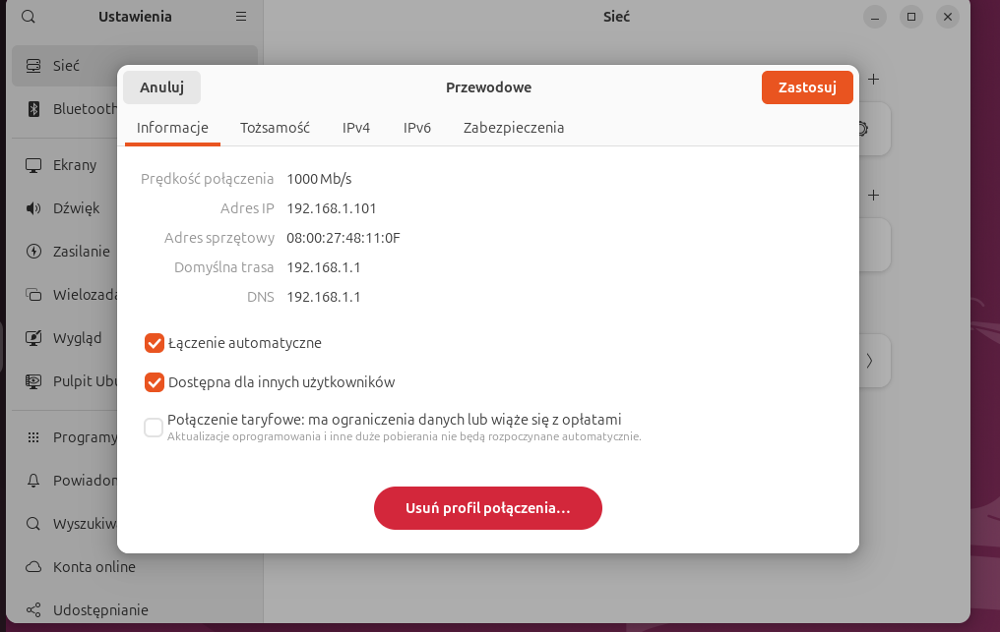 Ustawienia
Sieć
Sieć
Bluetooth
Ekrany
Dźwięk
Zasilanie
Wygląd
Pulpit
Programy
Konta online
Udostępnianie
Anuluj
Przewodowe
Zastosuj
Informacje
Tożsamość
IPv4
IPv6
Zabezpieczenia
Prędkość połączenia 1000 Mb/s
Adres IP 192.168.1.101
Adres sprzętowy 08:00:27:48:11:0F
Domyślna trasa 192.168.1.1
DNS 192.168.1.1
Łączenie automatyczne
Dostępna dla innych użytkowników
Połączenie taryfowe: ma ograniczenia danych lub wiąże się z opłatami
Aktualizacje oprogramowania i inne duże pobierania nie będą rozpoczynane automatycznie.
Usuń profil połączenia…